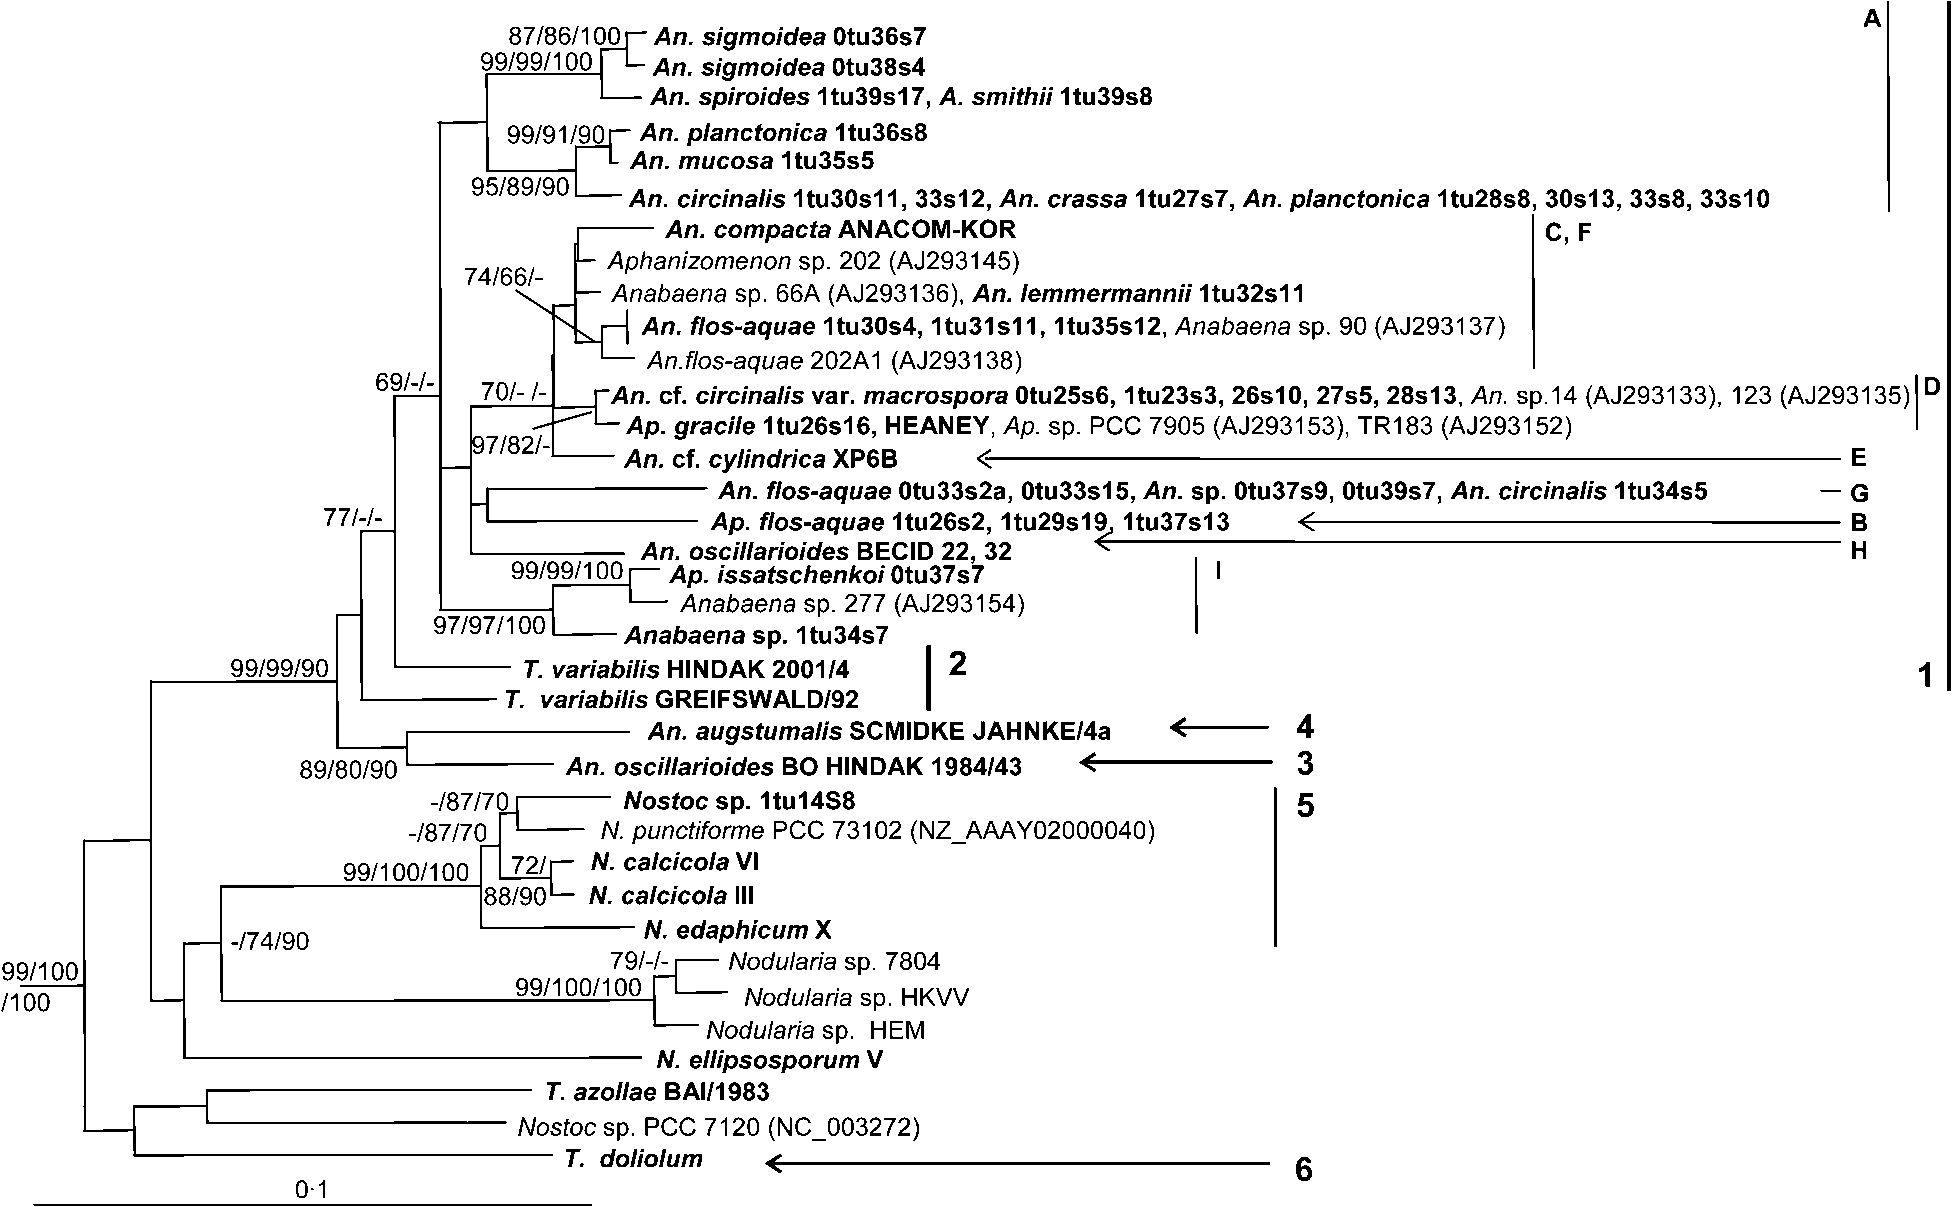 A
87/86/100 An. sigmoidea 0tu36s7
99/99/100 An. sigmoidea 0tu38s4
An. spiroides 1tu39s17, A. smithii 1tu39s8
99/91/90 An. planctonica 1tu36s8
An. mucosa 1tu35s5
95/89/90 An. circinalis 1tu30s11, 33s12, An. crassa 1tu27s7, An. planctonica 1tu28s8, 30s13, 33s8, 33s10
An. compacta ANACOM-KOR C, F
Aphanizomenon sp. 202 (AJ293145)
74/66/-
Anabaena sp. 66A (AJ293136), An. lemmermannii 1tu32s11
An. flos-aquae 1tu30s4, 1tu31s11, 1tu35s12, Anabaena sp. 90 (AJ293137)
An.flos-aquae 202A1 (AJ293138)
69/-/- 70/- /- An. cf. circinalis var. macrospora 0tu25s6, 1tu23s3, 26s10, 27s5, 28s13, An. sp.14 (AJ293133), 123 (AJ293135) D
Ap. gracile 1tu26s16, HEANEY, Ap. sp. PCC 7905 (AJ293153), TR183 (AJ293152)
97/82/-
An. cf. cylindrica XP6B E
An. flos-aquae 0tu33s2a, 0tu33s15, An. sp. 0tu37s9, 0tu39s7, An. circinalis 1tu34s5 G
77/-/- Ap. flos-aquae 1tu26s2, 1tu29s19, 1tu37s13 B
An. oscillarioides BECID 22, 32 H
99/99/100 Ap. issatschenkoi 0tu37s7 I
Anabaena sp. 277 (AJ293154)
97/97/100 Anabaena sp. 1tu34s7
99/99/90 T. variabilis HINDAK 2001/4 2 1
T. variabilis GREIFSWALD/92
An. augstumalis SCMIDKE JAHNKE/4a 4
89/80/90 An. oscillarioides BO HINDAK 1984/43 3
-/87/70 Nostoc sp. 1tu14S8 5
-/87/70 N. punctiforme PCC 73102 (NZ_AAAY02000040)
99/100/100 72/ N. calcicola VI
88/90 N. calcicola III
N. edaphicum X
-/74/90
79/-/- Nodularia sp. 7804
99/100
/100
99/100/100 Nodularia sp. HKVV
Nodularia sp. HEM
N. ellipsosporum V
T. azollae BAI/1983
Nostoc sp. PCC 7120 (NC_003272)
T. doliolum 6
0·1